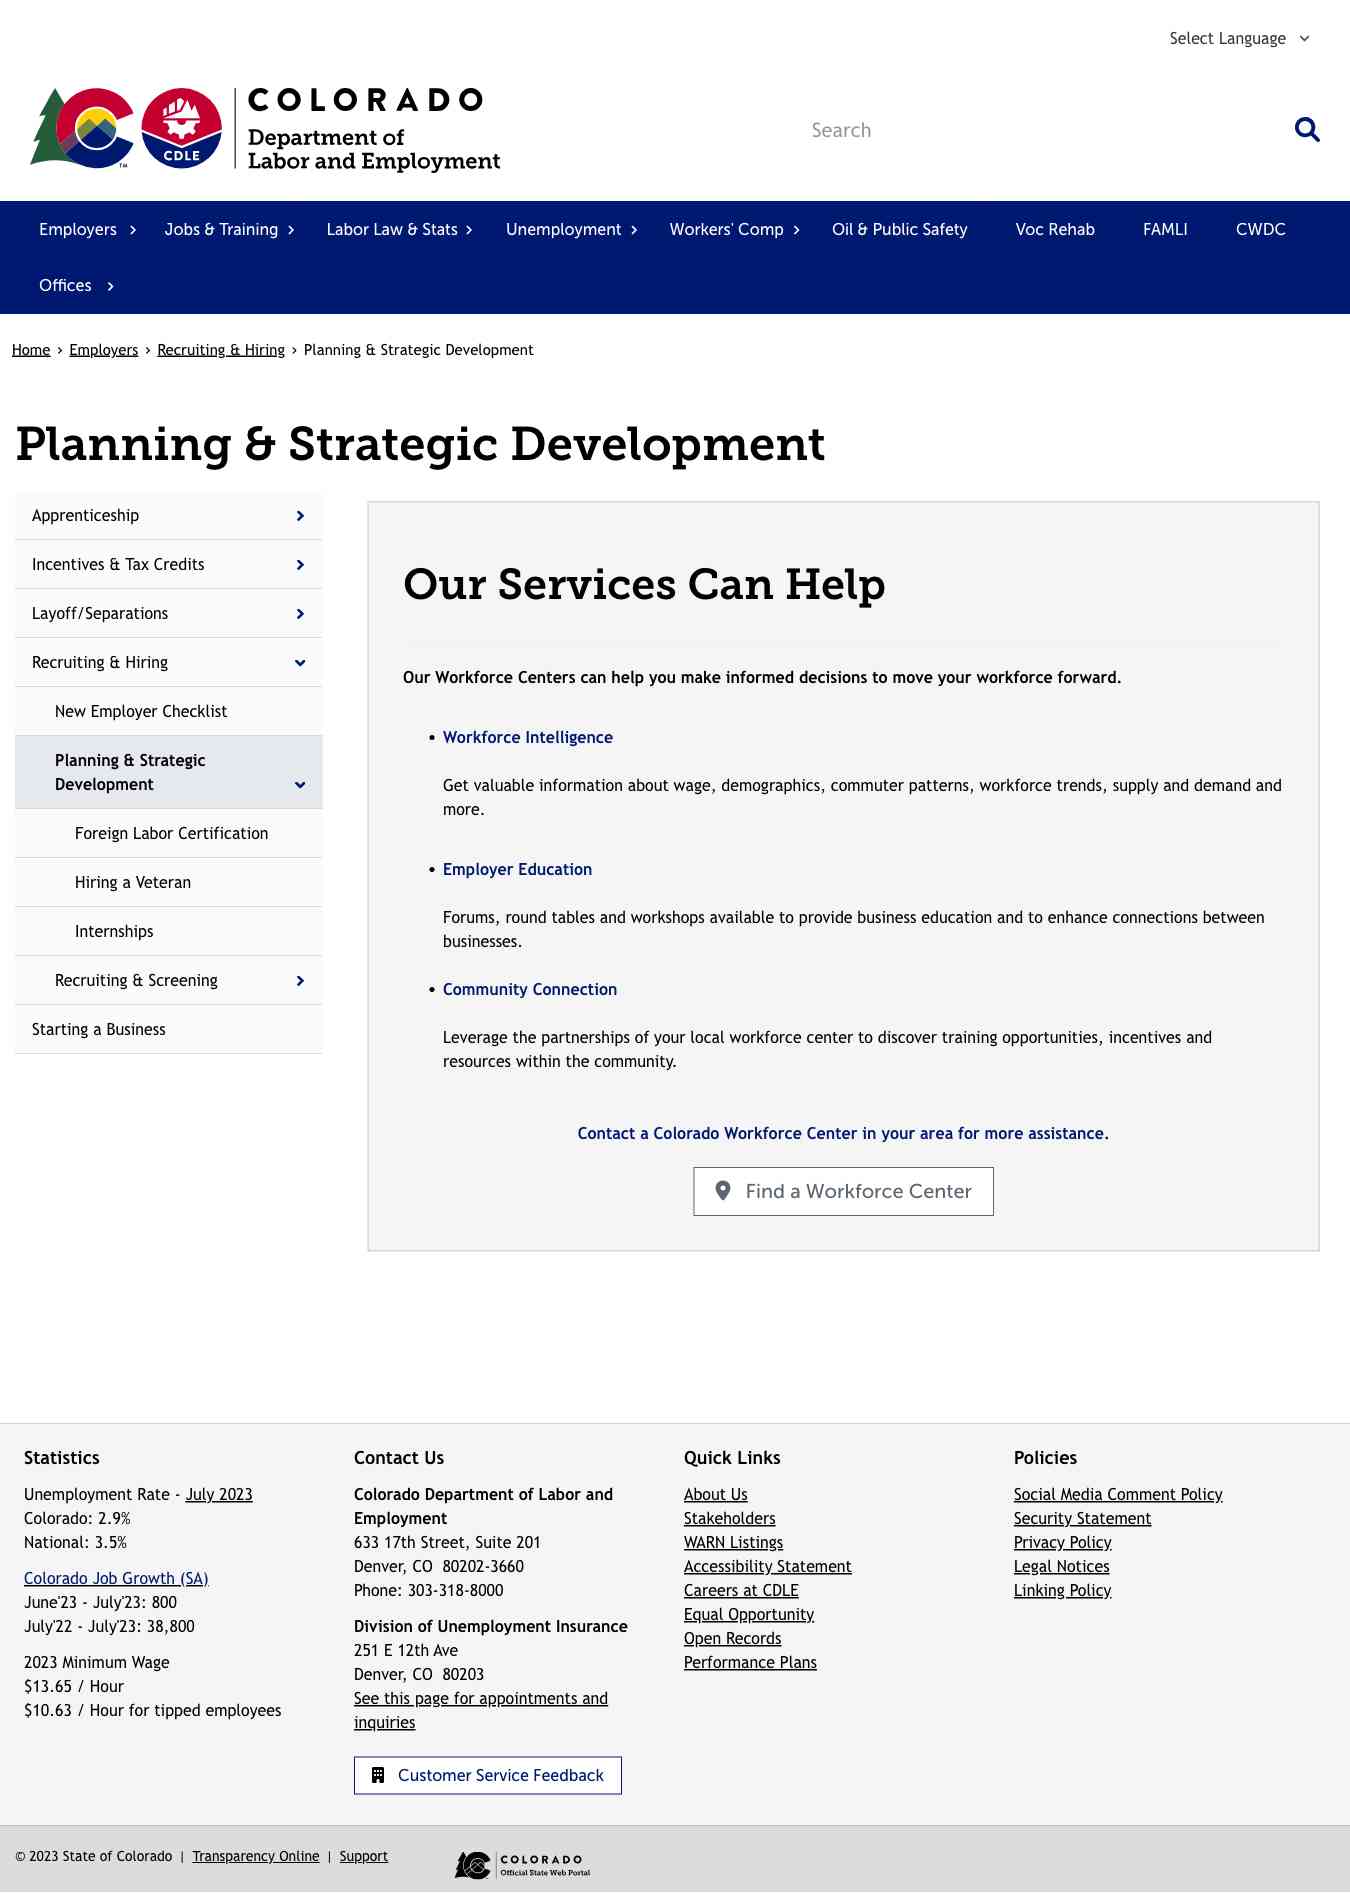 Select Language
COLORADO
Department of
Labor and Employment
CDLE
TM
Search
Employers
Jobs & Training
Labor Law & Stats
Unemployment
Workers' Comp
Oil & Public Safety
Voc Rehab
FAMLI
CWDC
Offices
Home › Employers › Recruiting & Hiring › Planning & Strategic Development
Planning & Strategic Development
Apprenticeship
Incentives & Tax Credits
Layoff/Separations
Recruiting & Hiring
New Employer Checklist
Planning & Strategic
Development
Foreign Labor Certification
Hiring a Veteran
Internships
Recruiting & Screening
Starting a Business
Our Services Can Help
Our Workforce Centers can help you make informed decisions to move your workforce forward.
• Workforce Intelligence
Get valuable information about wage, demographics, commuter patterns, workforce trends, supply and demand and
more.
• Employer Education
Forums, round tables and workshops available to provide business education and to enhance connections between
businesses.
• Community Connection
Leverage the partnerships of your local workforce center to discover training opportunities, incentives and
resources within the community.
Contact a Colorado Workforce Center in your area for more assistance.
Find a Workforce Center
Statistics
Unemployment Rate - July 2023
Colorado: 2.9%
National: 3.5%
Colorado Job Growth (SA)
June'23 - July'23: 800
July'22 - July'23: 38,800
2023 Minimum Wage
$13.65 / Hour
$10.63 / Hour for tipped employees
Contact Us
Colorado Department of Labor and
Employment
633 17th Street, Suite 201
Denver, CO  80202-3660
Phone: 303-318-8000
Division of Unemployment Insurance
251 E 12th Ave
Denver, CO  80203
See this page for appointments and
inquiries
Customer Service Feedback
Quick Links
About Us
Stakeholders
WARN Listings
Accessibility Statement
Careers at CDLE
Equal Opportunity
Open Records
Performance Plans
Policies
Social Media Comment Policy
Security Statement
Privacy Policy
Legal Notices
Linking Policy
© 2023 State of Colorado | Transparency Online | Support
COLORADO
Official State Web Portal